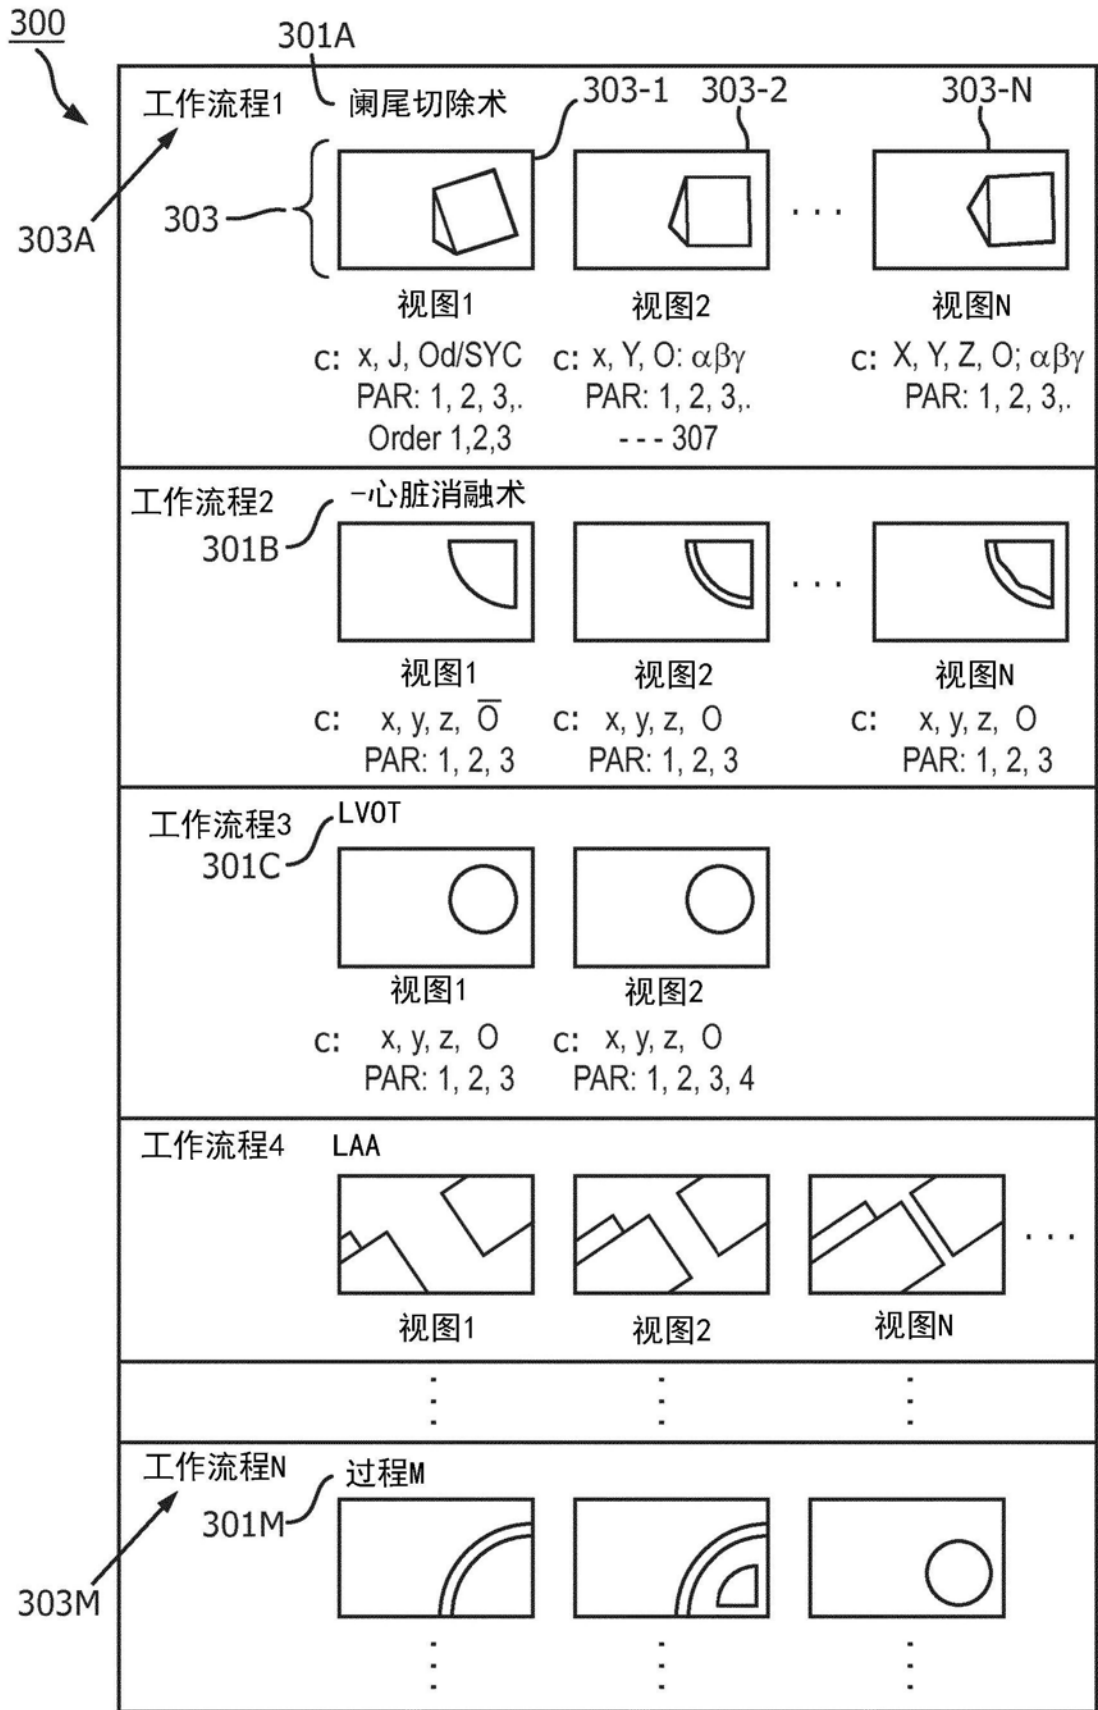 300
301A
工作流程1 阑尾切除术 303-1 303-2 303-N
303
303A
视图1 视图2 ... 视图N
c: x, J, Od/SYC c: x, Y, O: αβγ c: X, Y, Z, O; αβγ
PAR: 1, 2, 3,. PAR: 1, 2, 3,. PAR: 1, 2, 3,.
Order 1,2,3 --- 307
工作流程2 -心脏消融术
301B
...
视图1 视图2 视图N
c: x, y, z, O̅ c: x, y, z, O c: x, y, z, O
PAR: 1, 2, 3 PAR: 1, 2, 3 PAR: 1, 2, 3
工作流程3 LVOT
301C
视图1 视图2
c: x, y, z, O c: x, y, z, O
PAR: 1, 2, 3 PAR: 1, 2, 3, 4
工作流程4 LAA
...
视图1 视图2 视图N
工作流程N 过程M
301M
303M